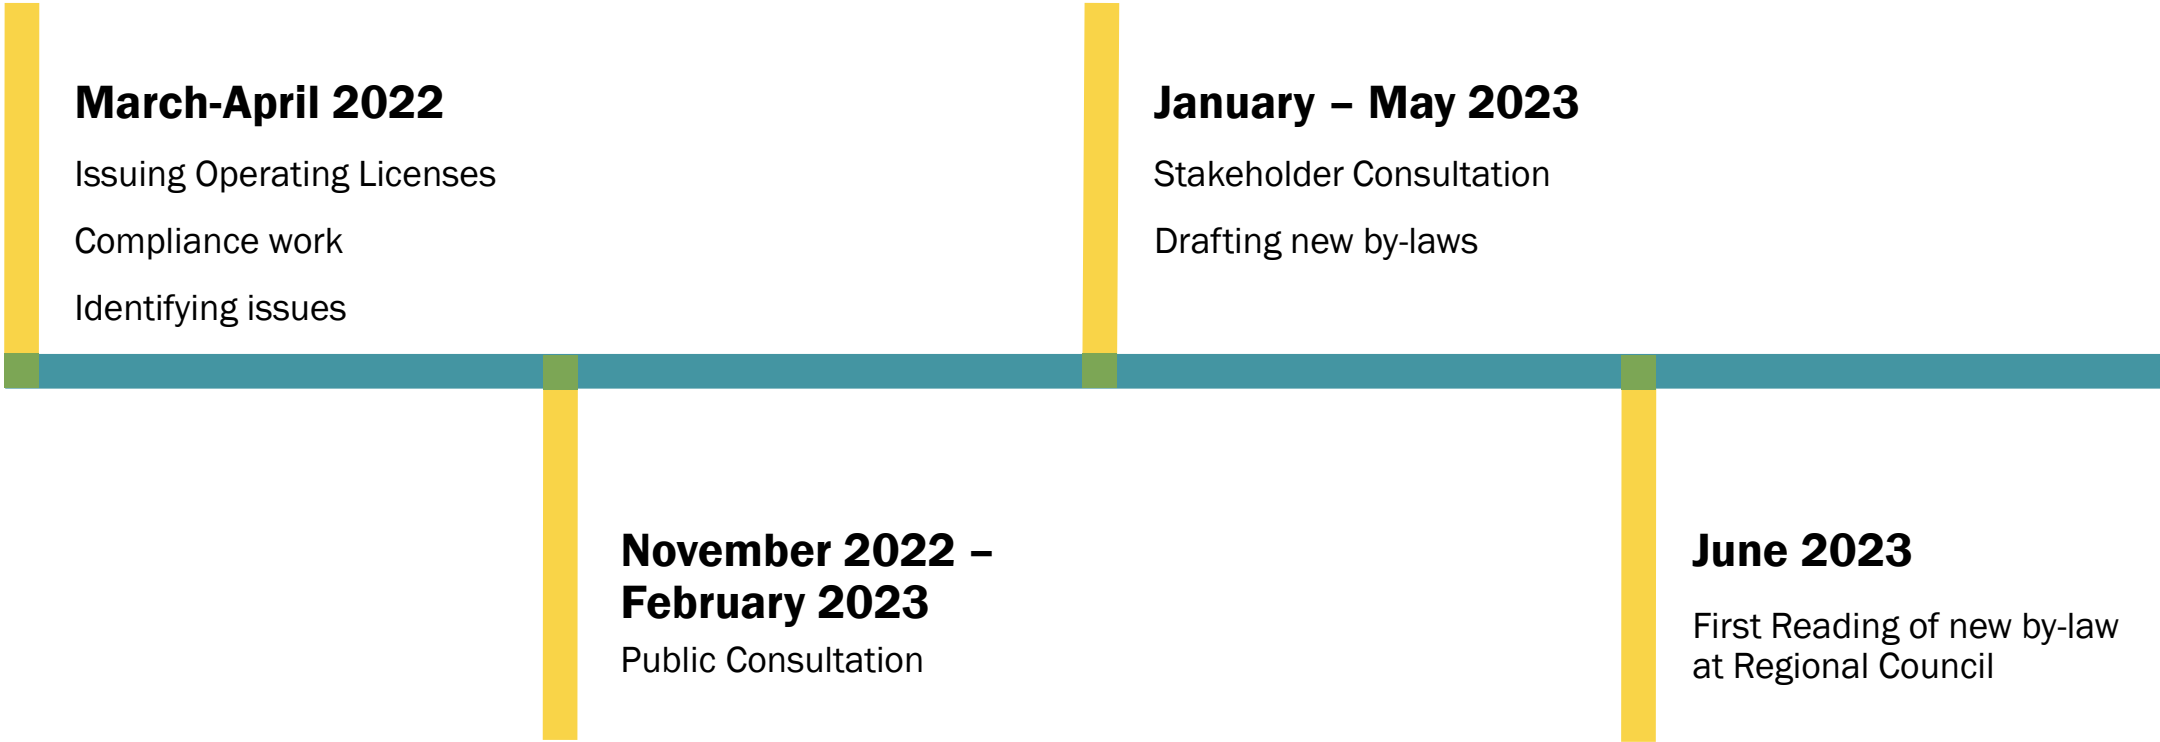 March-April 2022
Issuing Operating Licenses
Compliance work
Identifying issues
November 2022 –
February 2023
Public Consultation
January – May 2023
Stakeholder Consultation
Drafting new by-laws
June 2023
First Reading of new by-law
at Regional Council